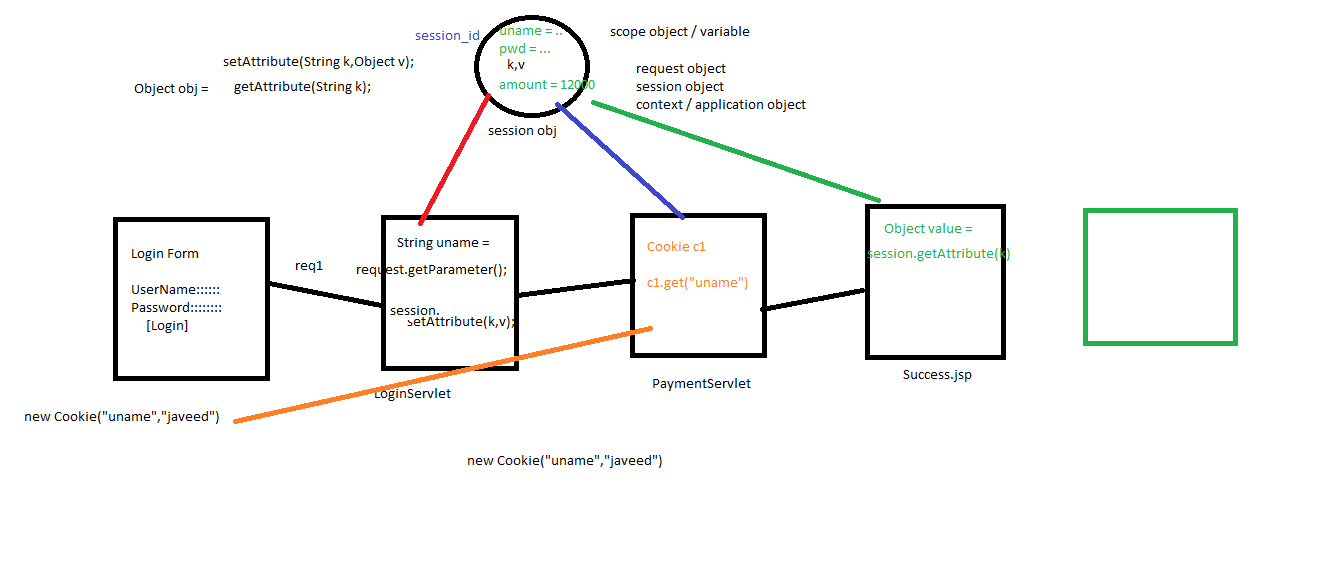 session_id
uname = ..
pwd = ...
k,v
amount = 12000
session obj
scope object / variable
request object
session object
context / application object
setAttribute(String k,Object v);
Object obj = getAttribute(String k);
Login Form
UserName::::::
Password::::::::
[Login]
req1
String uname =
request.getParameter();
session.
setAttribute(k,v);
LoginServlet
Cookie c1
c1.get("uname")
PaymentServlet
Object value =
session.getAttribute(k)
Success.jsp
new Cookie("uname","javeed")
new Cookie("uname","javeed")